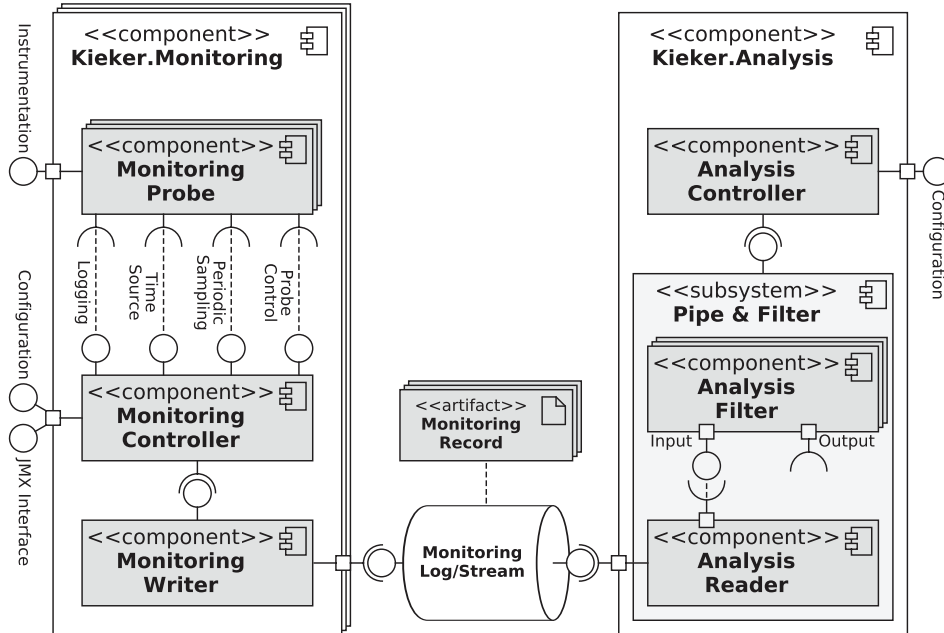 <<component>>
Kieker.Monitoring
Instrumentation
<<component>>
Monitoring
Probe
Logging
Time
Source
Periodic
Sampling
Probe
Control
Configuration
JMX Interface
<<component>>
Monitoring
Controller
<<component>>
Monitoring
Writer
<<artifact>>
Monitoring
Record
Monitoring
Log/Stream
<<component>>
Kieker.Analysis
<<component>>
Analysis
Controller
Configuration
<<subsystem>>
Pipe & Filter
<<component>>
Analysis
Filter
Input
Output
<<component>>
Analysis
Reader